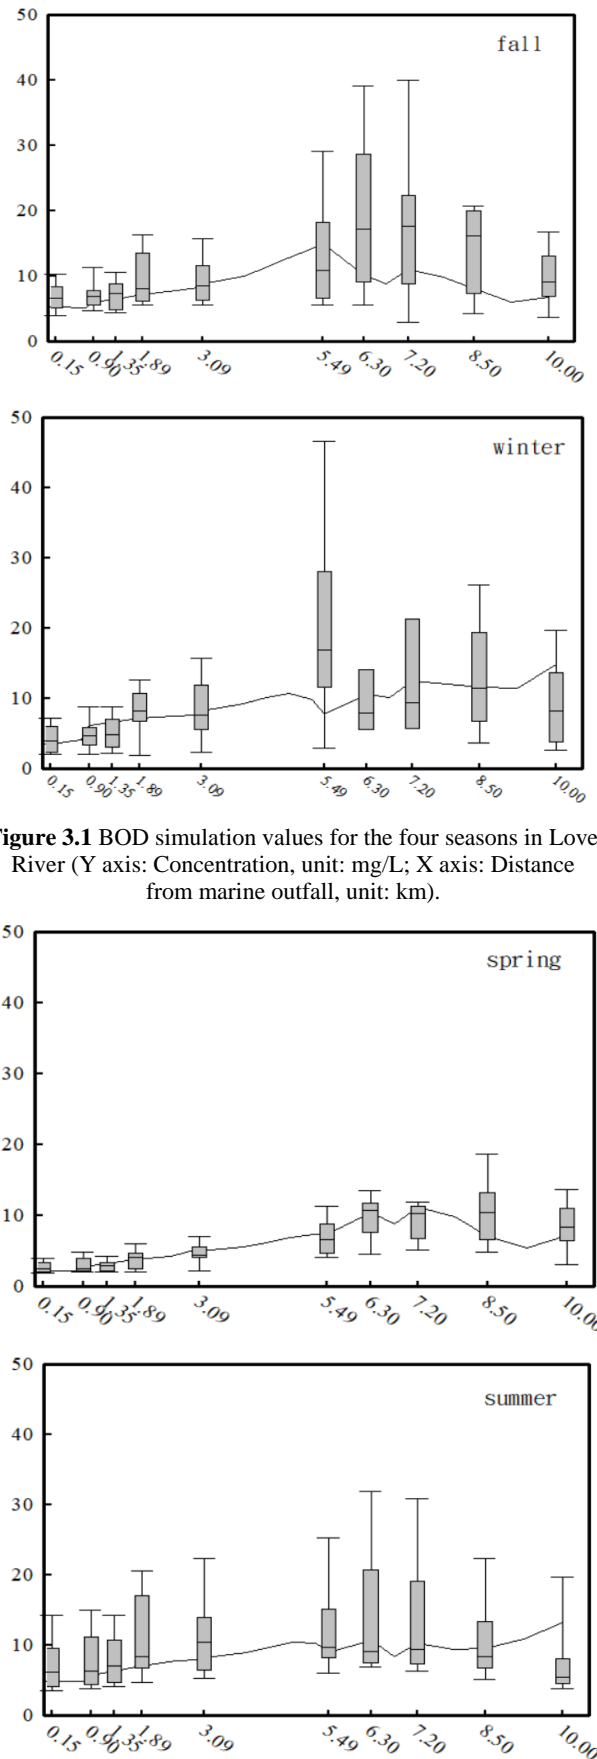 50
fall
40
30
20
10
0
0.15 0.90 1.35 1.89 3.09 5.49 6.30 7.20 8.50 10.00
50
winter
40
30
20
10
0
0.15 0.90 1.35 1.89 3.09 5.49 6.30 7.20 8.50 10.00
igure 3.1 BOD simulation values for the four seasons in Love
River (Y axis: Concentration, unit: mg/L; X axis: Distance
from marine outfall, unit: km).
50
spring
40
30
20
10
0
0.15 0.90 1.35 1.89 3.09 5.49 6.30 7.20 8.50 10.00
50
summer
40
30
20
10
0
0.15 0.90 1.35 1.89 3.09 5.49 6.30 7.20 8.50 10.00